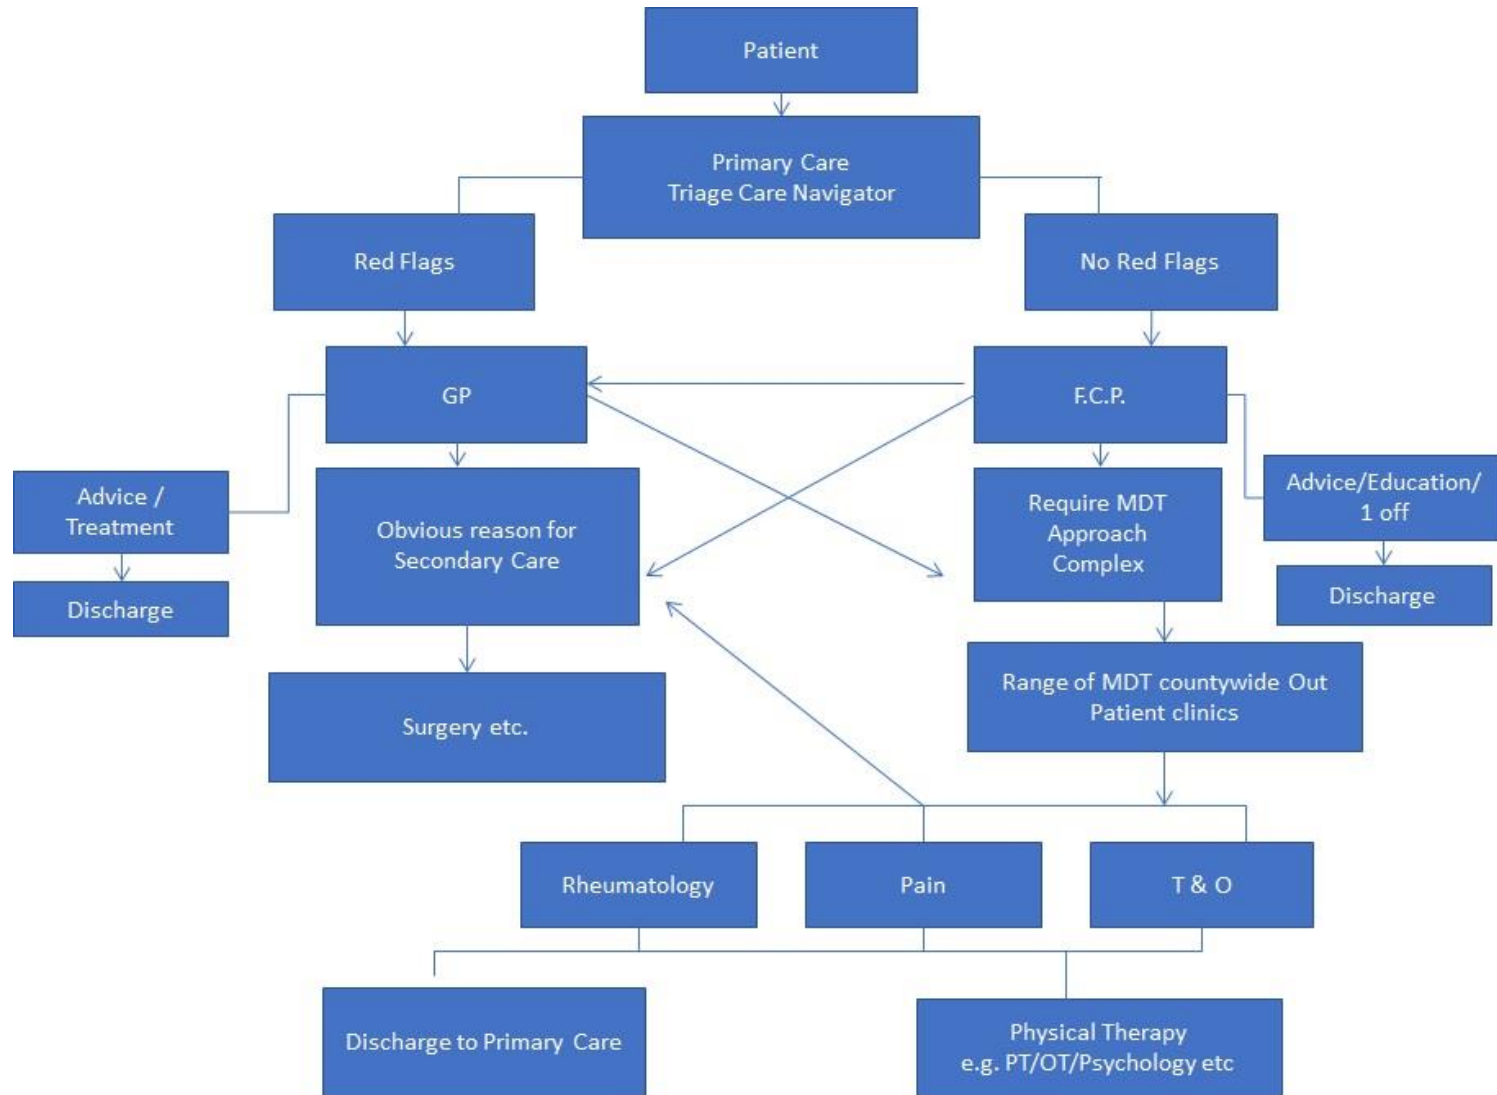 Patient
Primary Care
Triage Care Navigator
Red Flags
No Red Flags
GP
F.C.P.
Advice /
Treatment
Obvious reason for
Secondary Care
Require MDT
Approach
Complex
Advice/Education/
1 off
Discharge
Discharge
Surgery etc.
Range of MDT countywide Out
Patient clinics
Rheumatology
Pain
T & O
Discharge to Primary Care
Physical Therapy
e.g. PT/OT/Psychology etc